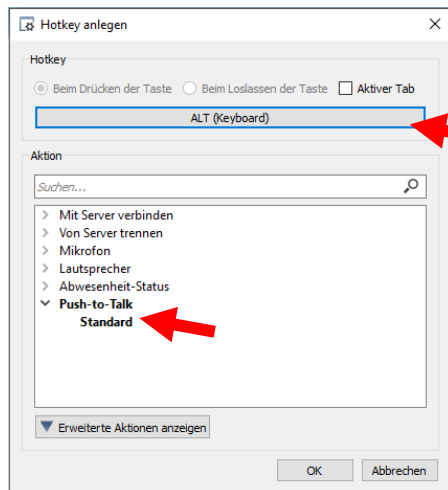 Hotkey anlegen
Hotkey
Beim Drücken der Taste Beim Loslassen der Taste Aktiver Tab
ALT (Keyboard)
Aktion
Suchen...
Mit Server verbinden
Von Server trennen
Mikrofon
Lautsprecher
Abwesenheit-Status
Push-to-Talk
Standard
Erweiterte Aktionen anzeigen
OK Abbrechen